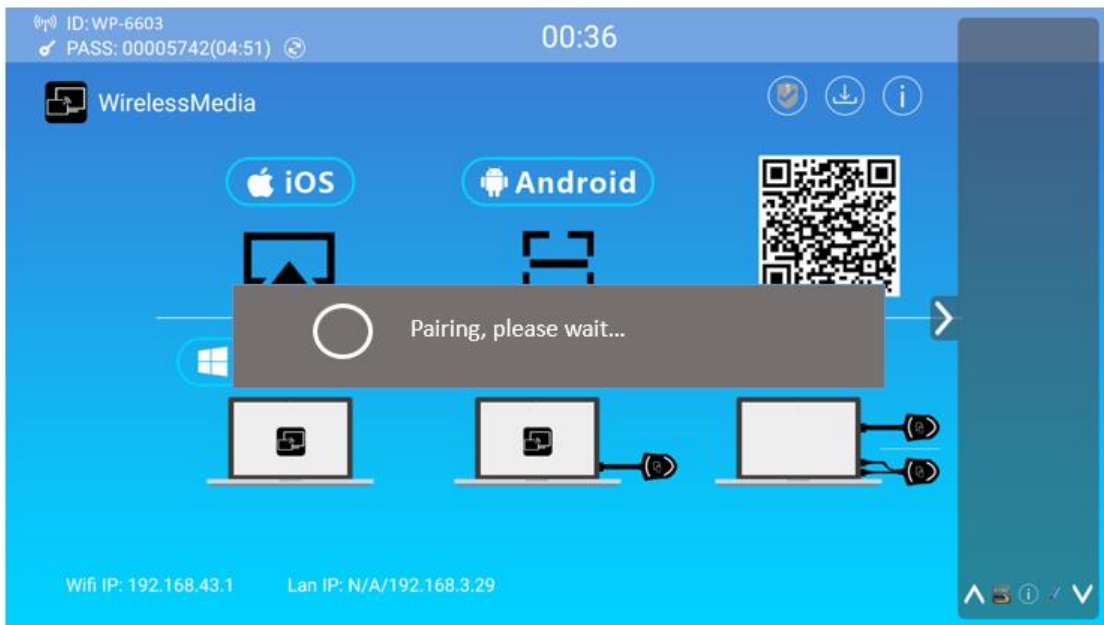 ID: WP-6603
PASS: 00005742(04:51)
00:36
WirelessMedia
iOS
Android
Pairing, please wait...
Wifi IP: 192.168.43.1
Lan IP: N/A/192.168.3.29